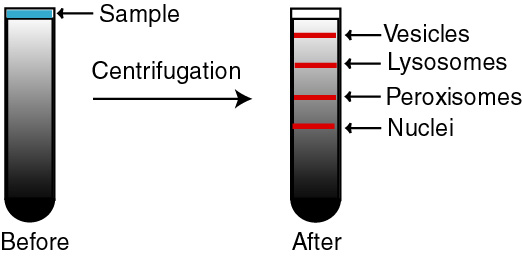 Sample
Centrifugation
Vesicles
Lysosomes
Peroxisomes
Nuclei
Before
After